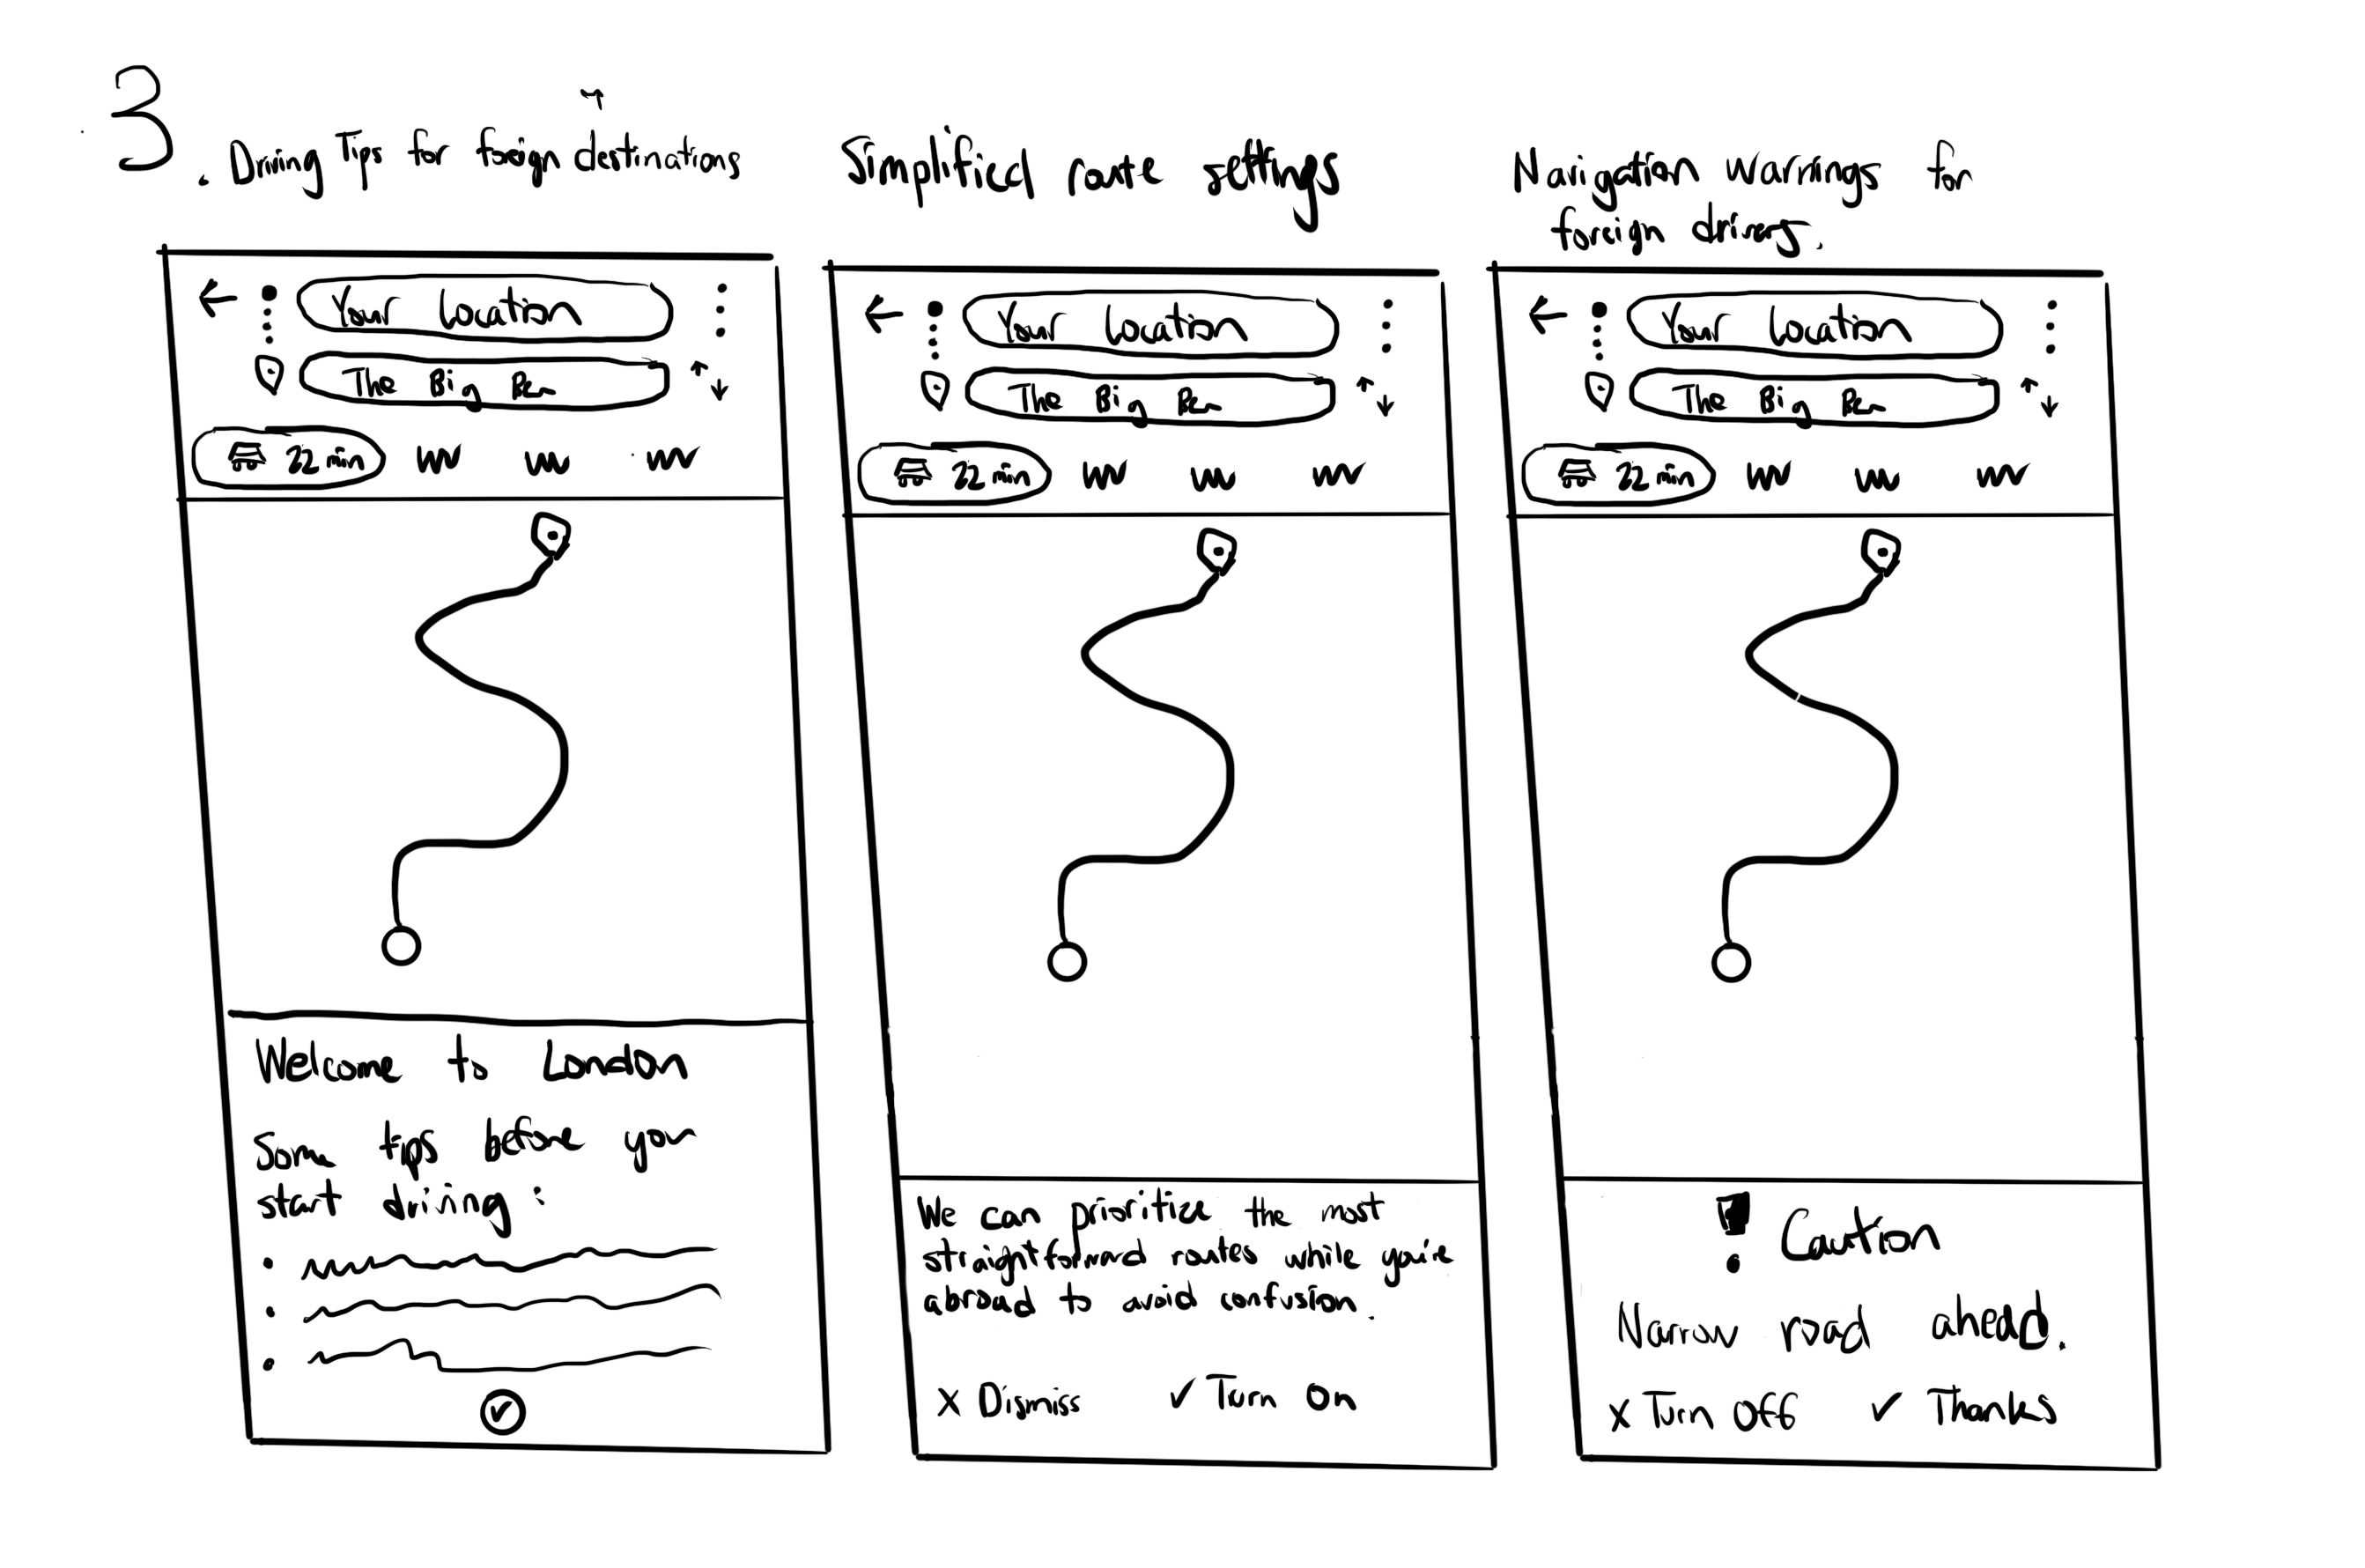 3. Driving Tips for foreign destinations
Your Location
The Big Ben
22 min
Welcome to London
Some tips before you
start driving :
Simplified route settings
Your Location
The Big Ben
22 min
We can prioritize the most
straightforward routes while you're
abroad to avoid confusion.
X Dismiss ✓ Turn On
Navigation warnings for
foreign drivers.
Your Location
The Big Ben
22 min
! Caution
Narrow road ahead.
X Turn Off ✓ Thanks